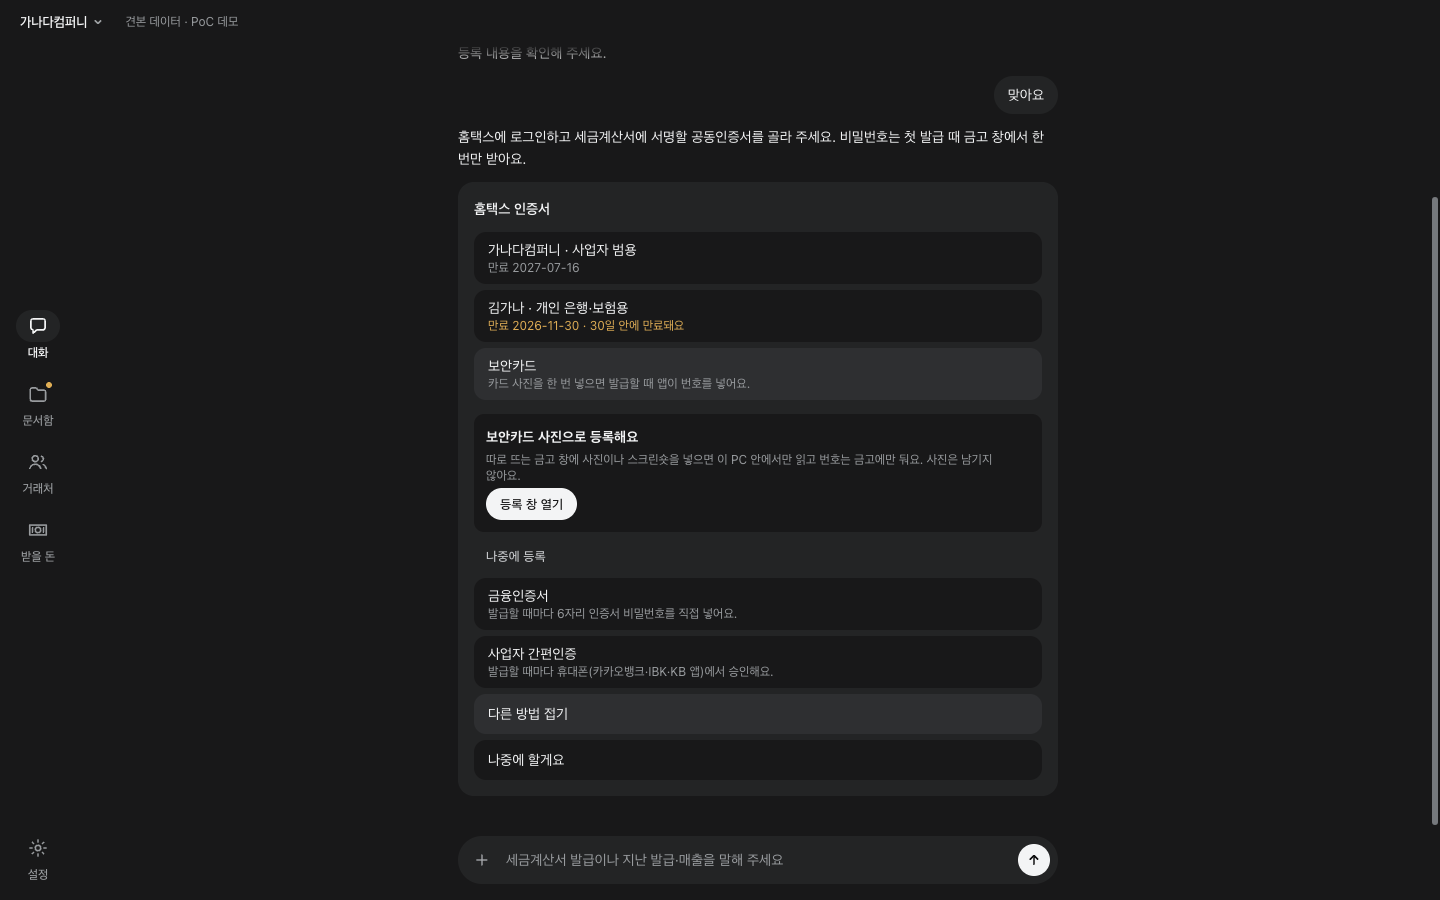 가나다컴퍼니
견본 데이터 · PoC 데모
등록 내용을 확인해 주세요.
맞아요
홈택스에 로그인하고 세금계산서에 서명할 공동인증서를 골라 주세요. 비밀번호는 첫 발급 때 금고 창에서 한
번만 받아요.
홈택스 인증서
가나다컴퍼니 · 사업자 범용
만료 2027-07-16
김가나 · 개인 은행·보험용
만료 2026-11-30 · 30일 안에 만료돼요
보안카드
카드 사진을 한 번 넣으면 발급할 때 앱이 번호를 넣어요.
보안카드 사진으로 등록해요
따로 뜨는 금고 창에 사진이나 스크린숏을 넣으면 이 PC 안에서만 읽고 번호는 금고에만 둬요. 사진은 남기지
않아요.
등록 창 열기
나중에 등록
금융인증서
발급할 때마다 6자리 인증서 비밀번호를 직접 넣어요.
사업자 간편인증
발급할 때마다 휴대폰(카카오뱅크·IBK·KB 앱)에서 승인해요.
다른 방법 접기
나중에 할게요
대화
문서함
거래처
받을 돈
설정
세금계산서 발급이나 지난 발급·매출을 말해 주세요